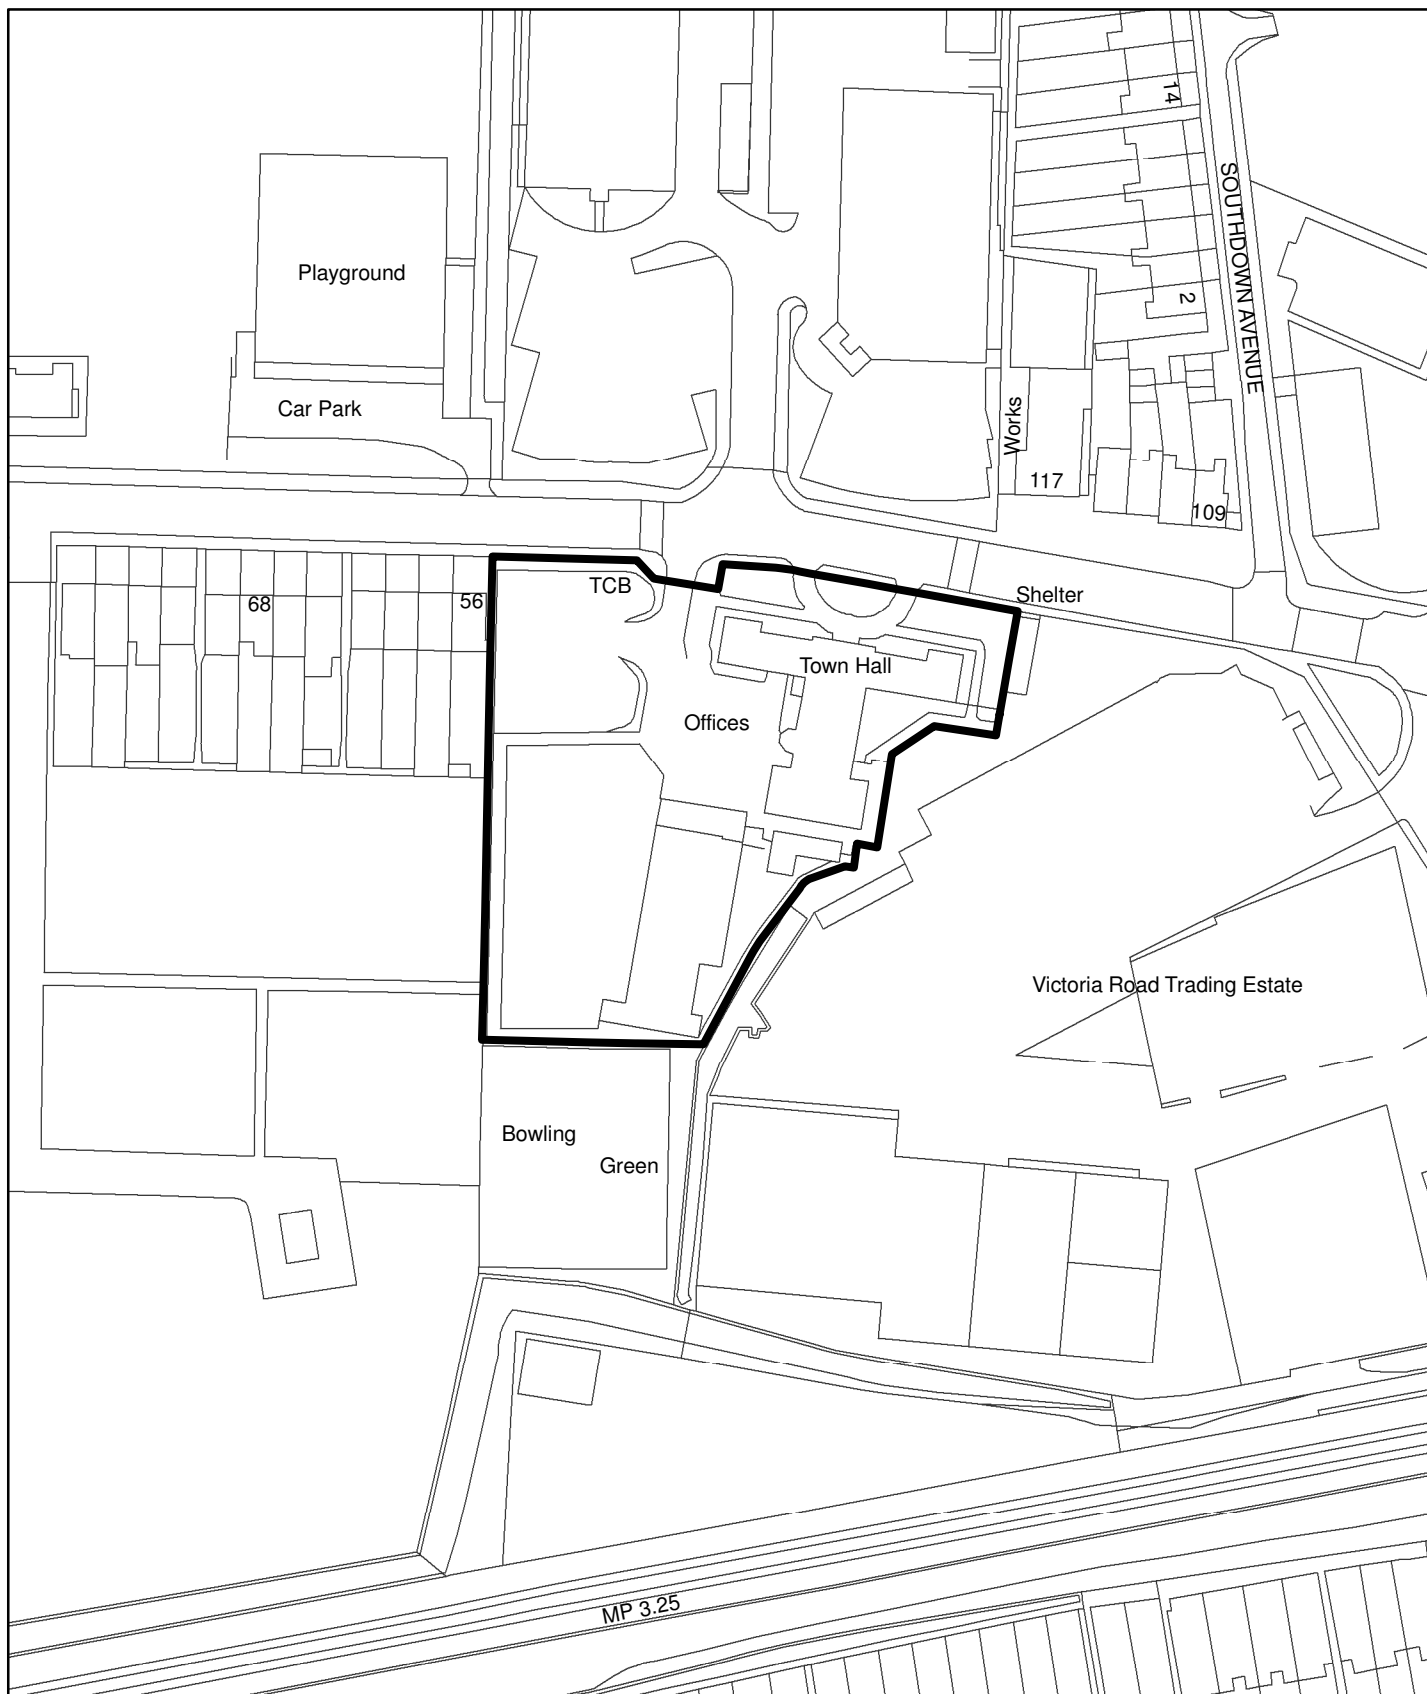 14
SOUTHDOWN AVENUE
Playground
2
Car Park
Works
117
109
TCB
68
56
Shelter
Town Hall
Offices
Victoria Road Trading Estate
Bowling
Green
MP 3.25